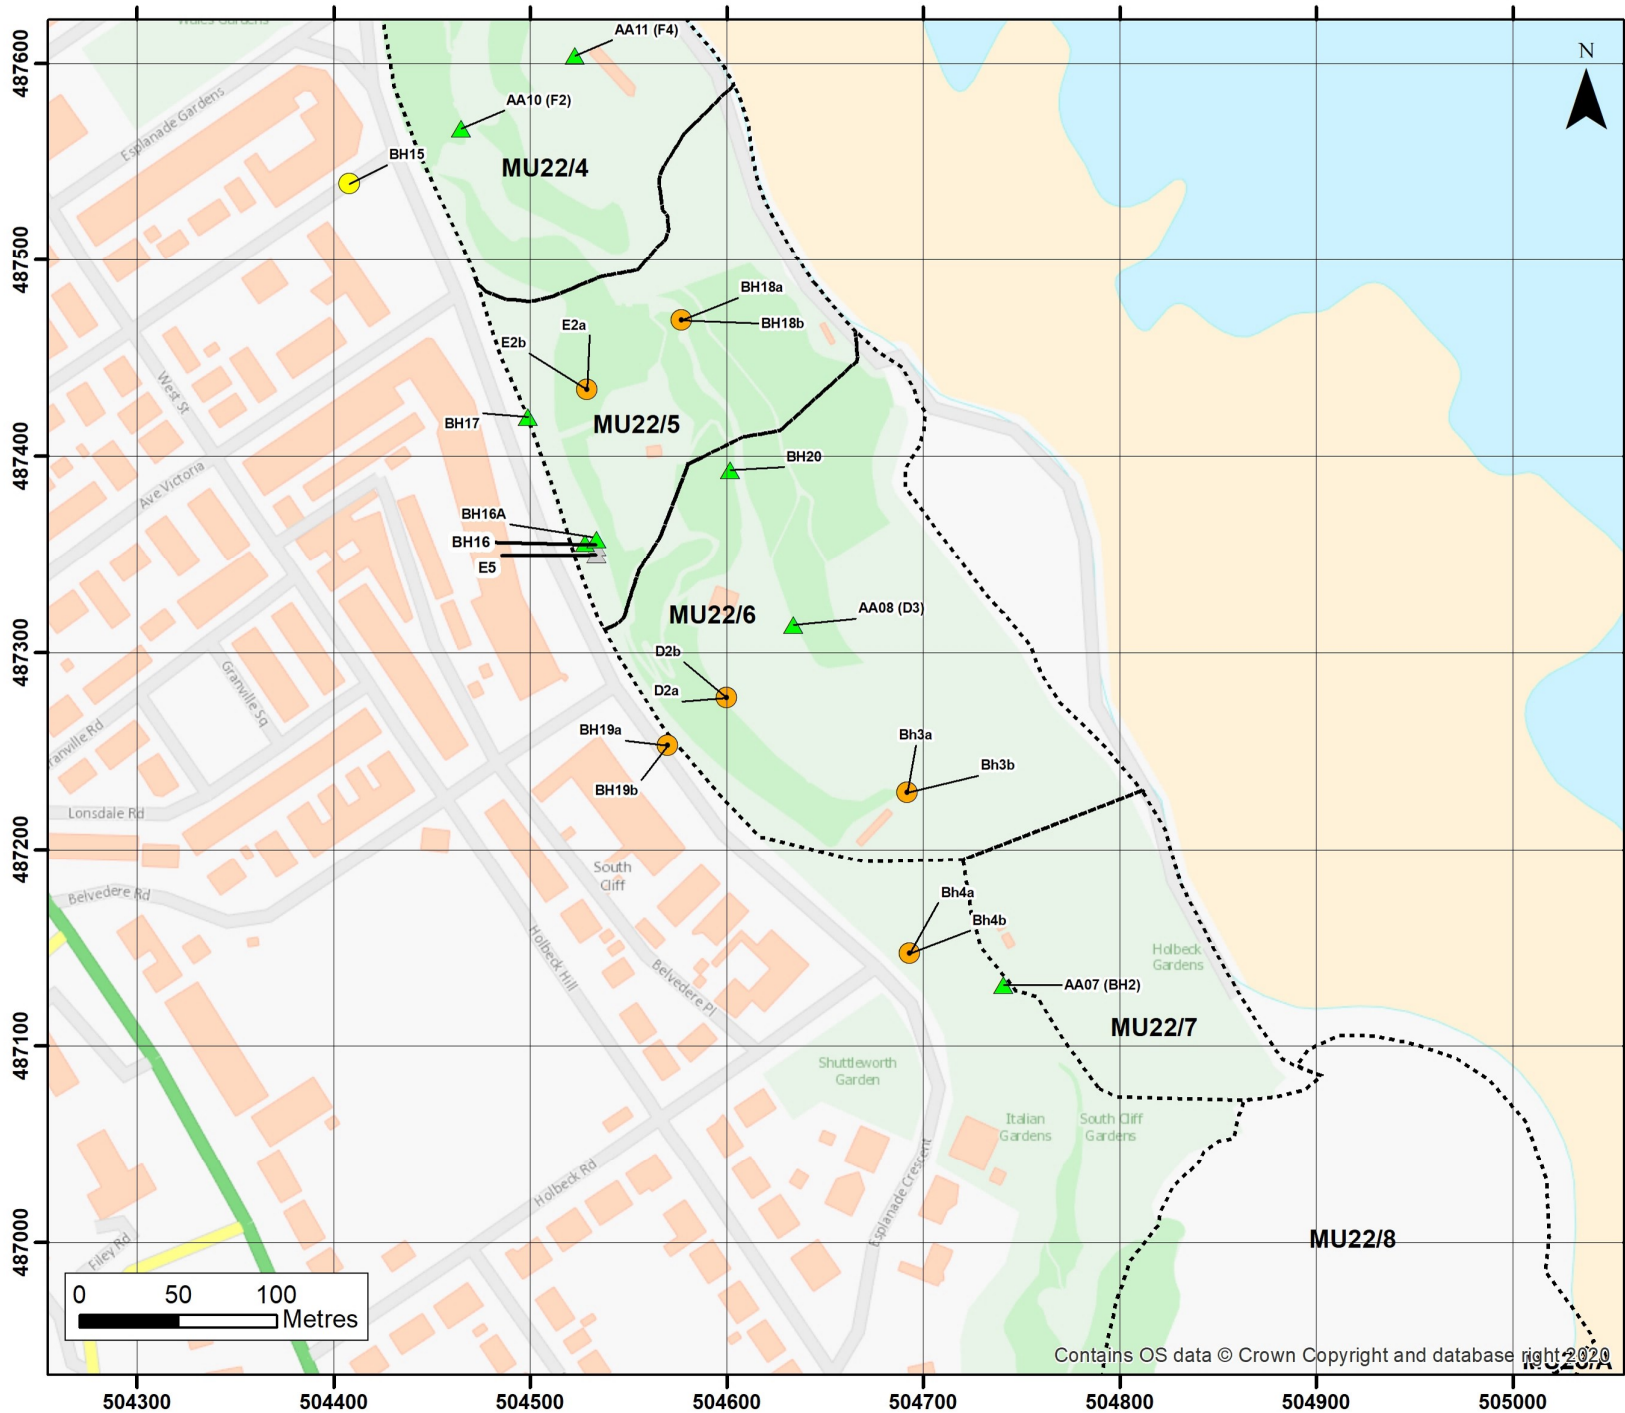 Wales Gardens
AA11 (F4)
487600
N
AA10 (F2)
Esplanade Gardens
BH15
MU22/4
487500
BH18a
BH18b
E2a
E2b
West St
BH17
MU22/5
487400
BH20
Ave Victoria
BH16A
BH16
E5
MU22/6
AA08 (D3)
487300
D2b
Granville Sq
D2a
ranville Rd
BH19a
Bh3a
Bh3b
BH19b
Lonsdale Rd
487200
South
Cliff
Belvedere Rd
Bh4a
Bh4b
Holbeck Hill
Holbeck
Gardens
Belvedere Pl
AA07 (BH2)
MU22/7
487100
Shuttleworth
Garden
Italian
Gardens
South Cliff
Gardens
Holbeck Rd
Esplanade Crescent
487000
Filey Rd
MU22/8
0 50 100
Metres
Contains OS data © Crown Copyright and database right 2020
504300 504400 504500 504600 504700 504800 504900 505000